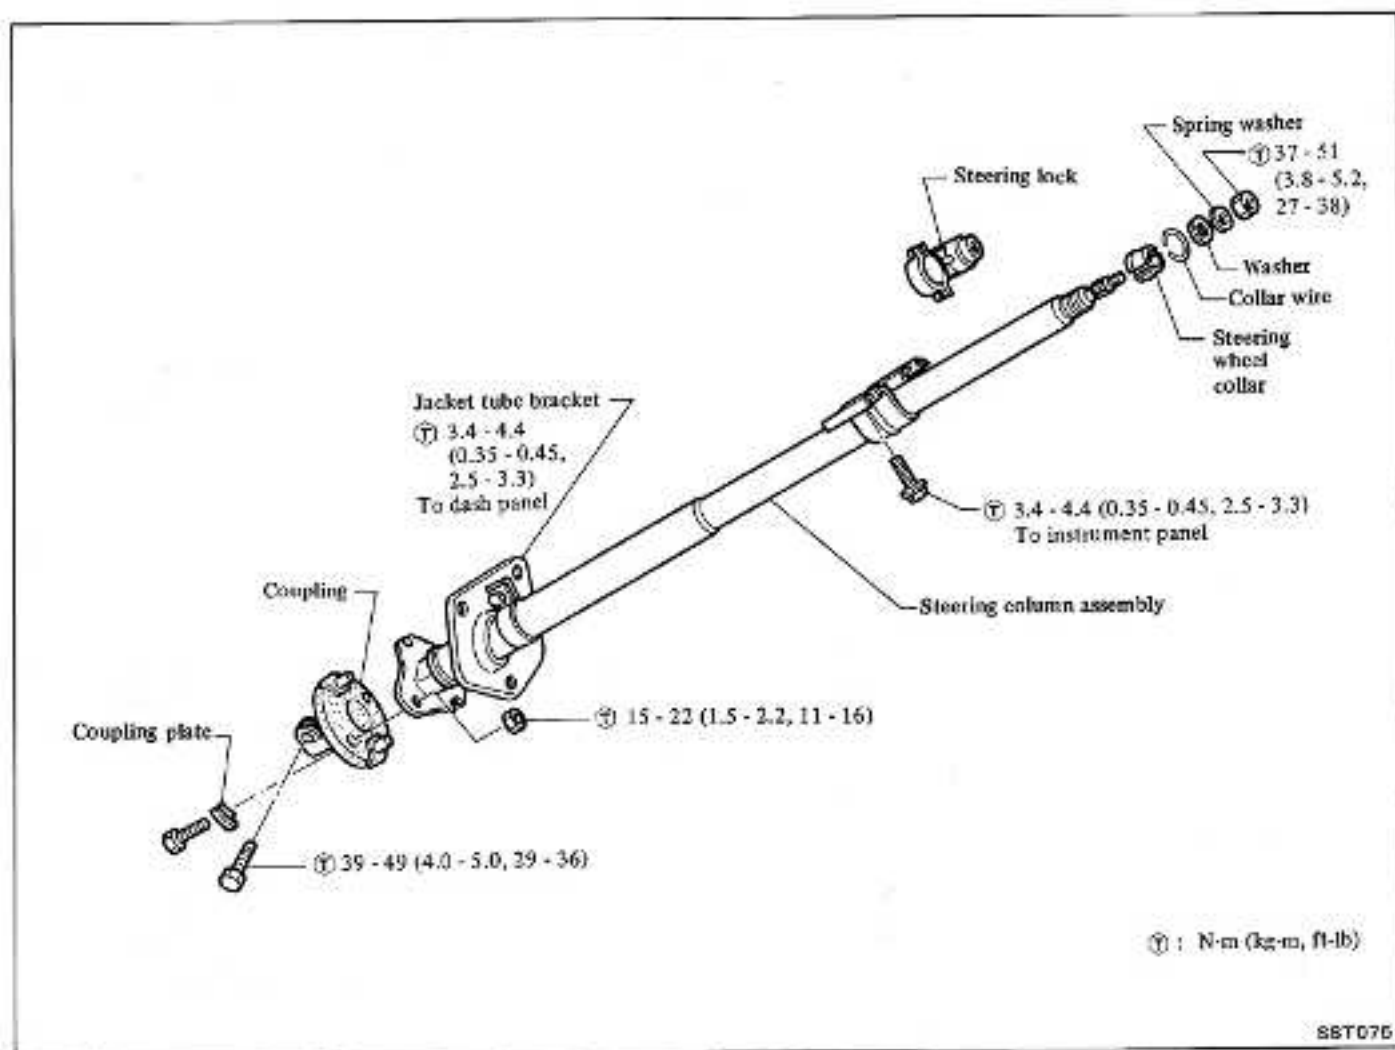 Spring washer
Ⓣ 37 - 51
(3.8 - 5.2,
27 - 38)
Steering lock
Washer
Collar wire
Steering
wheel
collar
Jacket tube bracket
Ⓣ 3.4 - 4.4
(0.35 - 0.45,
2.5 - 3.3)
To dash panel
Ⓣ 3.4 - 4.4 (0.35 - 0.45, 2.5 - 3.3)
To instrument panel
Coupling
Steering column assembly
Ⓣ 15 - 22 (1.5 - 2.2, 11 - 16)
Coupling plate
Ⓣ 39 - 49 (4.0 - 5.0, 29 - 36)
Ⓣ : N·m (kg-m, ft-lb)
SST076